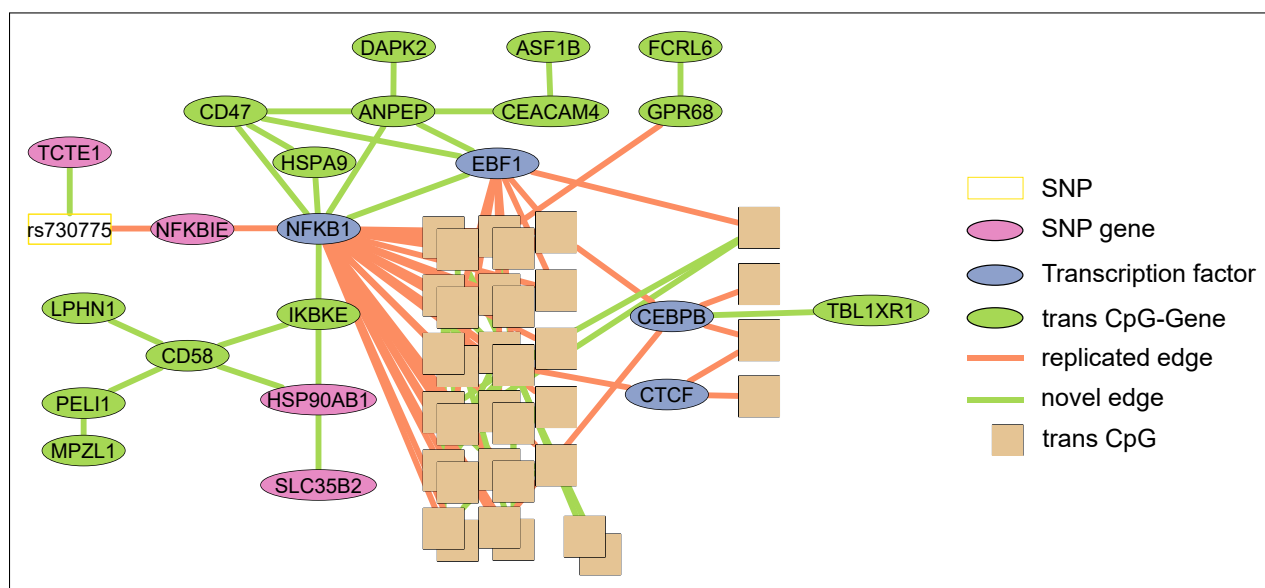 DAPK2 ASF1B FCRL6
CD47 ANPEP CEACAM4 GPR68
TCTE1 HSPA9 EBF1
rs730775 NFKBIE NFKB1
LPHN1 IKBKE CEBPB TBL1XR1
CD58
PELI1 HSP90AB1 CTCF
MPZL1
SLC35B2
SNP
SNP gene
Transcription factor
trans CpG-Gene
replicated edge
novel edge
trans CpG